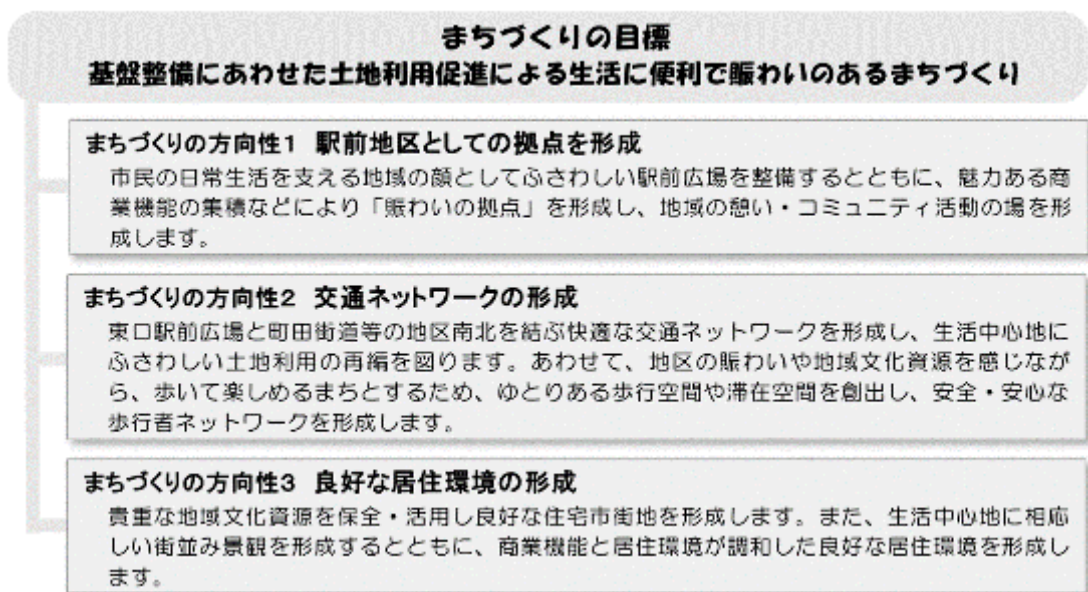 まちづくりの目標
基盤整備にあわせた土地利用促進による生活に便利で賑わいのあるまちづくり
まちづくりの方向性1 駅前地区としての拠点を形成
市民の日常生活を支える地域の顔としてふさわしい駅前広場を整備するとともに、魅力ある商
業機能の集積などにより「賑わいの拠点」を形成し、地域の憩い・コミュニティ活動の場を形
成します。
まちづくりの方向性2 交通ネットワークの形成
東口駅前広場と町田街道等の地区南北を結ぶ快適な交通ネットワークを形成し、生活中心地に
ふさわしい土地利用の再編を図ります。あわせて、地区の賑わいや地域文化資源を感じなが
ら、歩いて楽しめるまちとするため、ゆとりある歩行空間や滞在空間を創出し、安全・安心な
歩行者ネットワークを形成します。
まちづくりの方向性3 良好な居住環境の形成
貴重な地域文化資源を保全・活用し良好な住宅市街地を形成します。また、生活中心地に相応
しい街並み景観を形成するとともに、商業機能と居住環境が調和した良好な居住環境を形成し
ます。